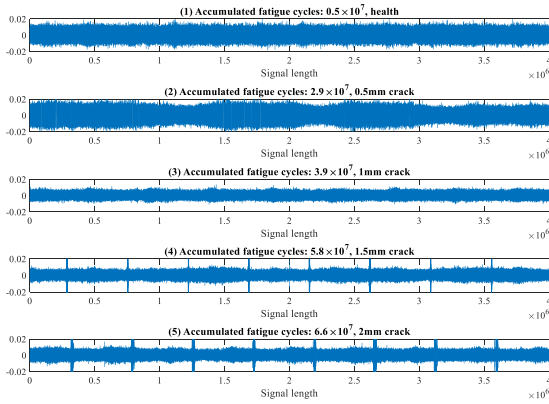 (1) Accumulated fatigue cycles: 0.5×10^7, health
0.02
0
-0.02
0 0.5 1 1.5 2 2.5 3 3.5 4
Signal length
×10^6
(2) Accumulated fatigue cycles: 2.9×10^7, 0.5mm crack
0.02
0
-0.02
0 0.5 1 1.5 2 2.5 3 3.5 4
Signal length
×10^6
(3) Accumulated fatigue cycles: 3.9×10^7, 1mm crack
0.02
0
-0.02
0 0.5 1 1.5 2 2.5 3 3.5 4
Signal length
×10^6
(4) Accumulated fatigue cycles: 5.8×10^7, 1.5mm crack
0.02
0
-0.02
0 0.5 1 1.5 2 2.5 3 3.5 4
Signal length
×10^6
(5) Accumulated fatigue cycles: 6.6×10^7, 2mm crack
0.02
0
-0.02
0 0.5 1 1.5 2 2.5 3 3.5 4
Signal length
×10^6